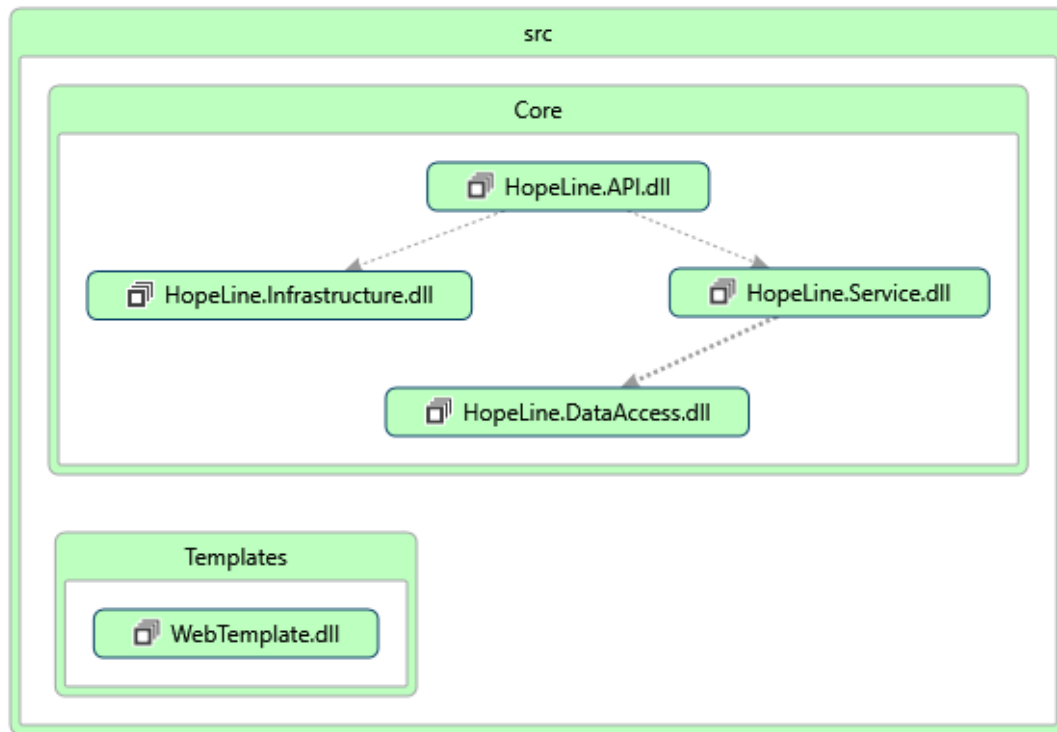 src
Core
HopeLine.API.dll
HopeLine.Infrastructure.dll
HopeLine.Service.dll
HopeLine.DataAccess.dll
Templates
WebTemplate.dll